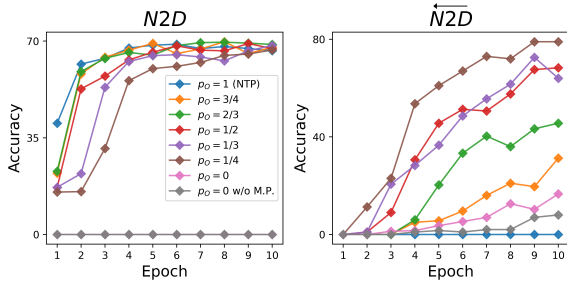 N2D
Accuracy
70
35
0
1 2 3 4 5 6 7 8 9 10
Epoch
p_O = 1 (NTP)
p_O = 3/4
p_O = 2/3
p_O = 1/2
p_O = 1/3
p_O = 1/4
p_O = 0
p_O = 0 w/o M.P.
N2D
Accuracy
80
40
0
1 2 3 4 5 6 7 8 9 10
Epoch